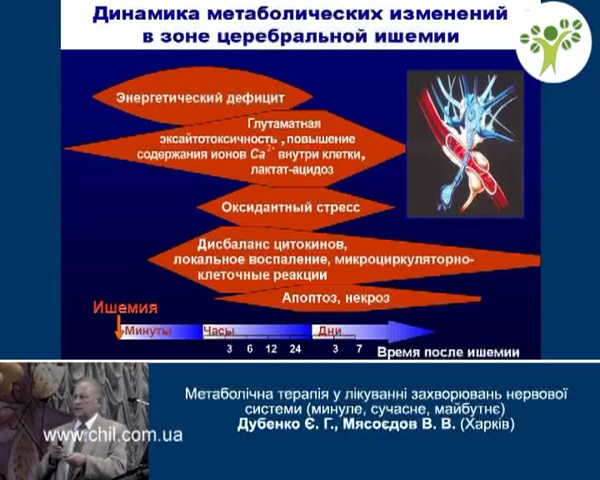 Динамика метаболических изменений
в зоне церебральной ишемии
Энергетический дефицит
Глутаматная
эксайтотоксичность , повышение
содержания ионов Ca2+ внутри клетки,
лактат-ацидоз
Оксидантный стресс
Дисбаланс цитокинов,
локальное воспаление, микроциркуляторно-
клеточные реакции
Апоптоз, некроз
Ишемия
Минуты Часы Дни
3 6 12 24 3 7 Время после ишемии
Метаболічна терапія у лікуванні захворювань нервової
системи (минуле, сучасне, майбутнє)
Дубенко Є. Г., Мясоєдов В. В. (Харків)
www.chil.com.ua